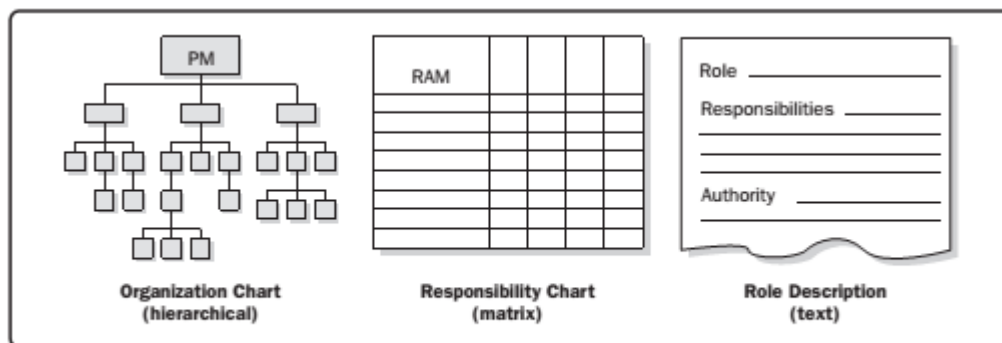 PM
RAM
Role
Responsibilities
Authority
Organization Chart
(hierarchical)
Responsibility Chart
(matrix)
Role Description
(text)